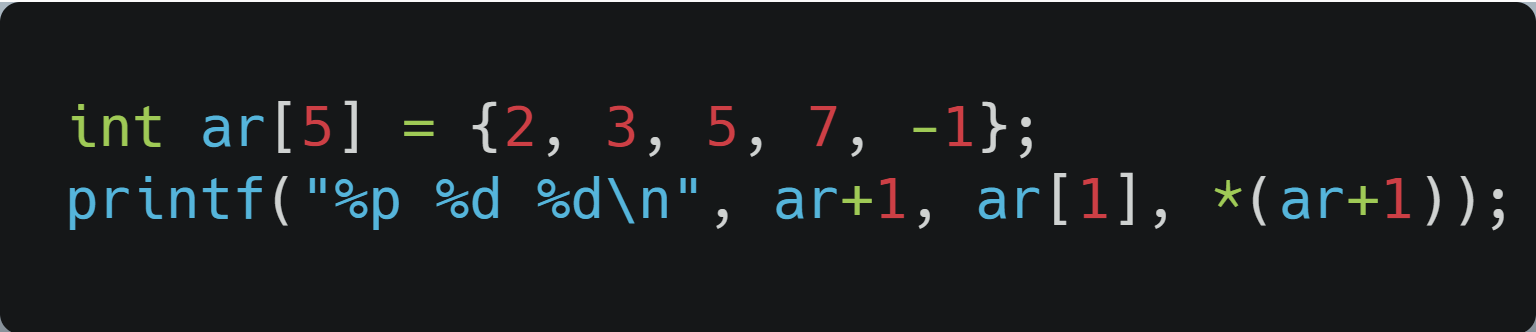 int ar[5] = {2, 3, 5, 7, -1};
printf("%p %d %d\n", ar+1, ar[1], *(ar+1));